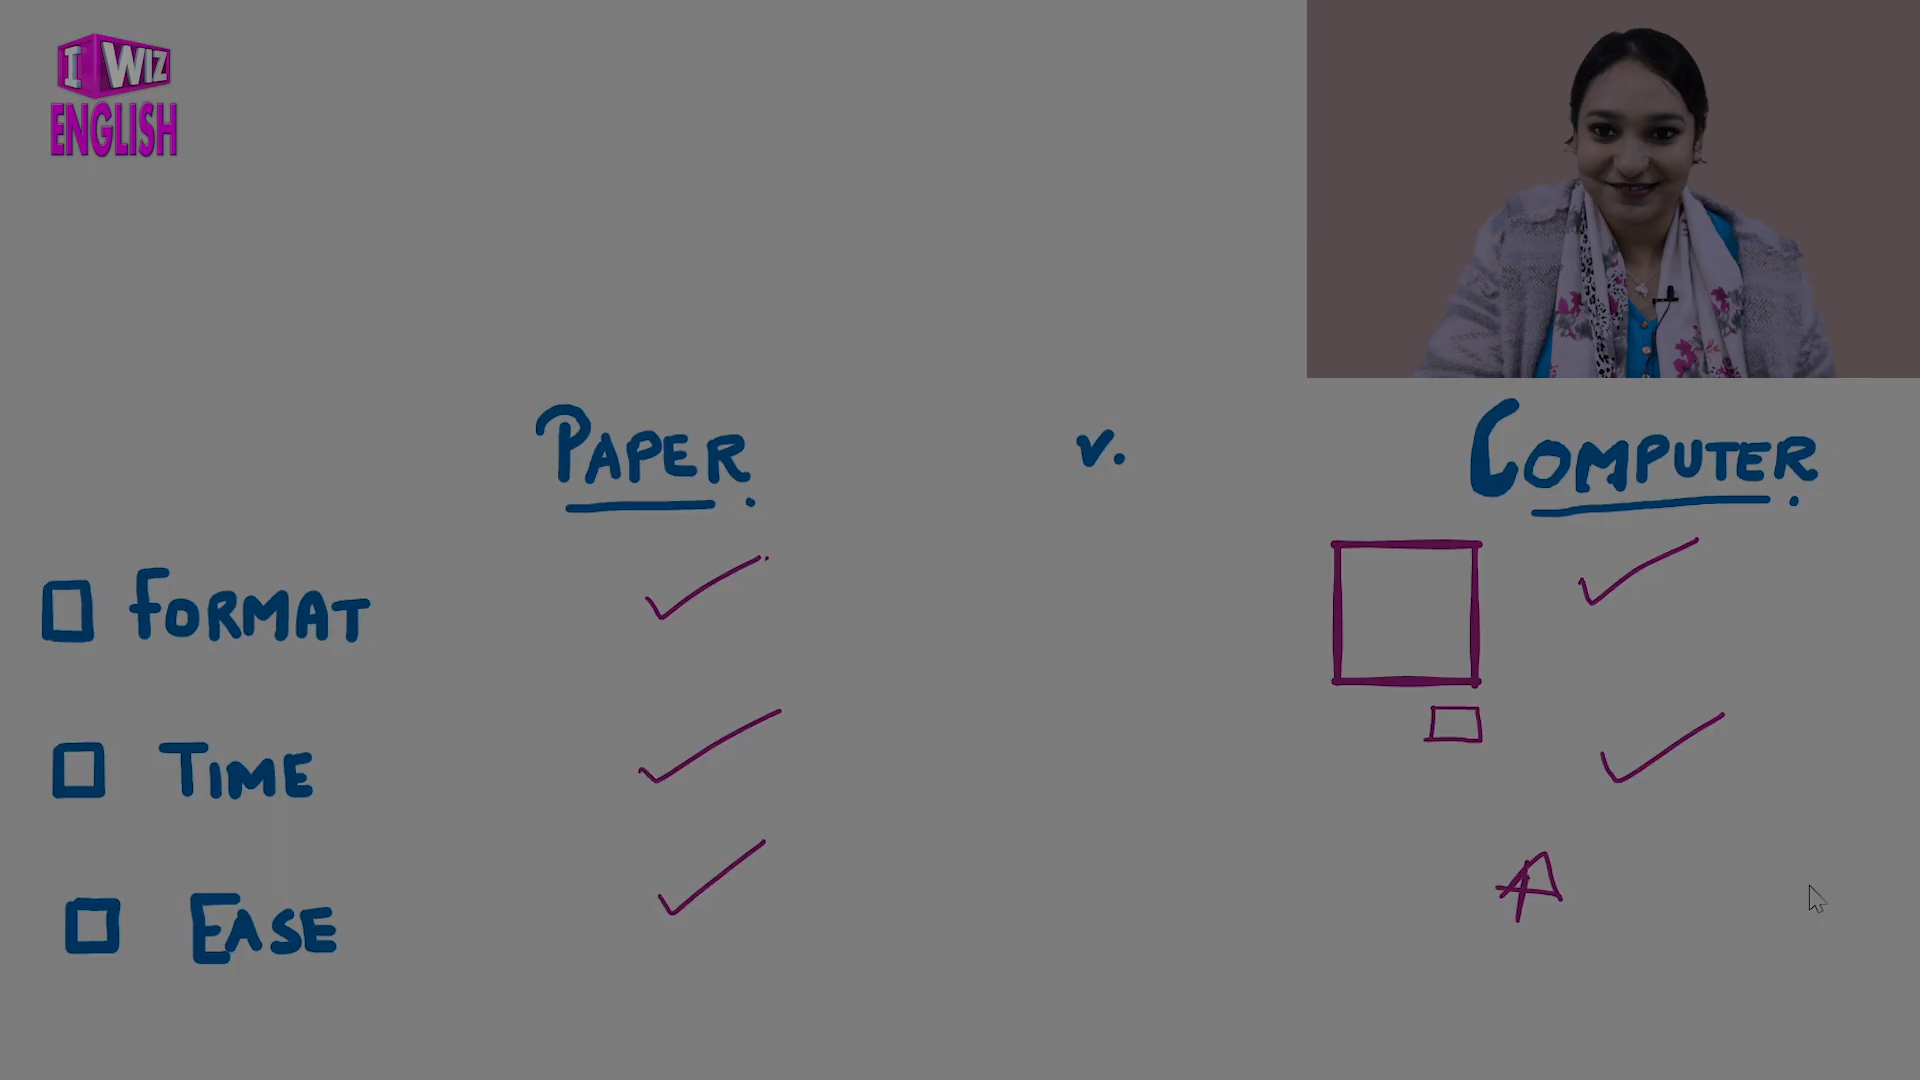 I WIZ
ENGLISH
PAPER. v. COMPUTER.
FORMAT
TIME
EASE
A